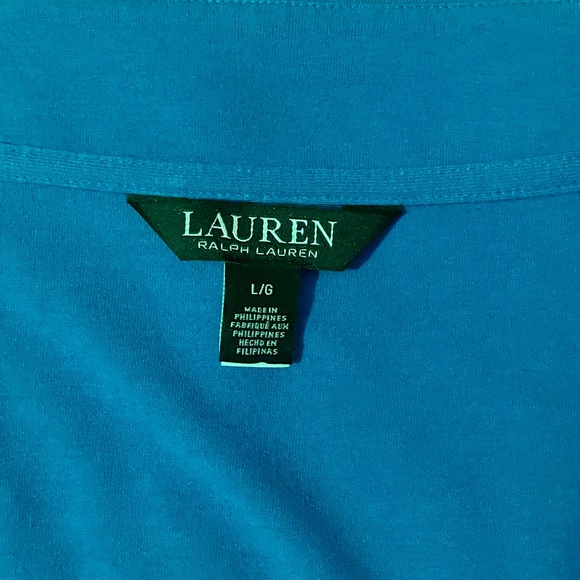 LAUREN
RALPH LAUREN
L/G
MADE IN
PHILIPPINES
FABRIQUÉ AUX
PHILIPPINES
HECHO EN
FILIPINAS